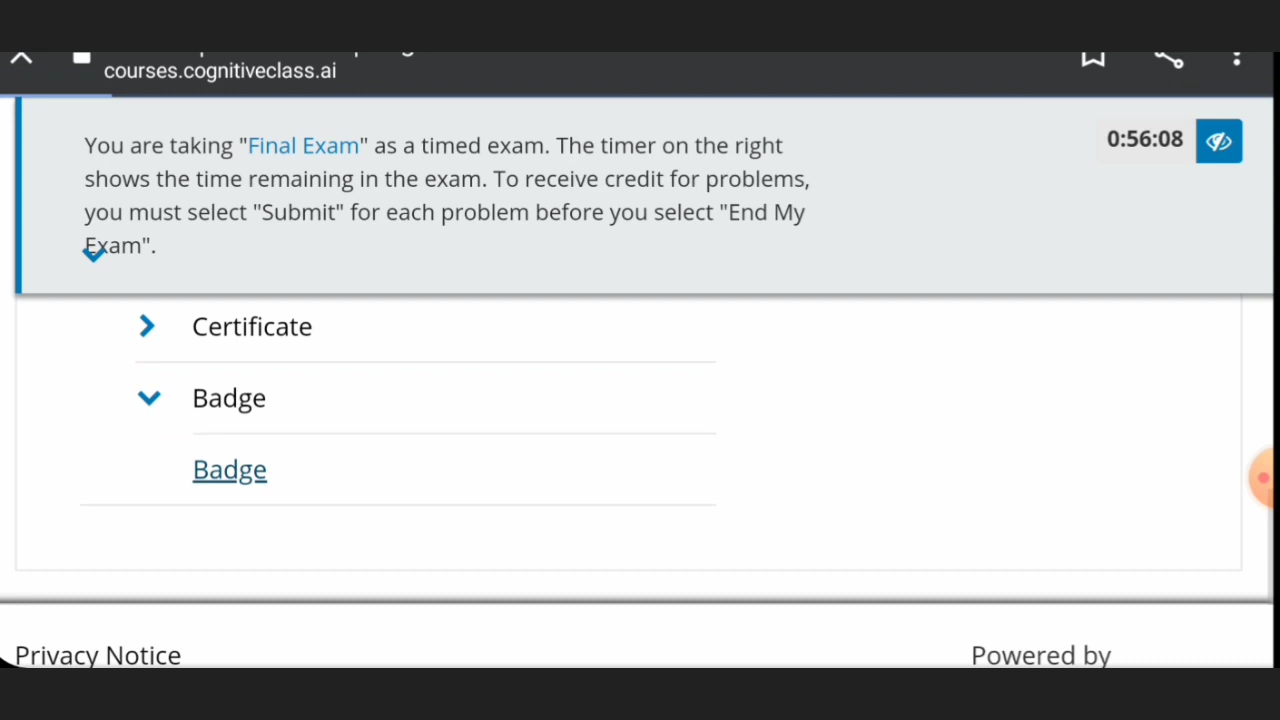 courses.cognitiveclass.ai
You are taking "Final Exam" as a timed exam. The timer on the right
shows the time remaining in the exam. To receive credit for problems,
you must select "Submit" for each problem before you select "End My
Exam".
0:56:08
Certificate
Badge
Badge
Privacy Notice
Powered by